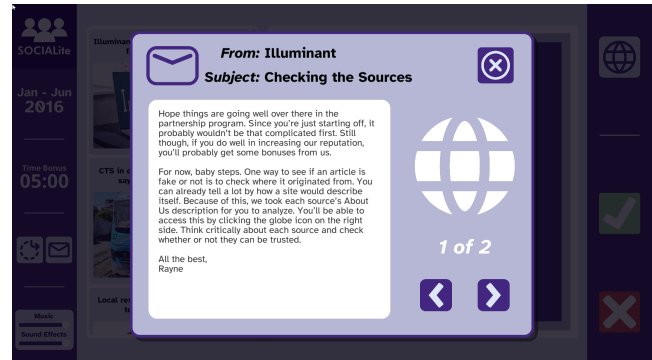 SOCIALite
Jan - Jun
2016
Time Bonus
05:00
Music
Sound Effects
Illuminan
CTS in
say
Local res
From: Illuminant
Subject: Checking the Sources
Hope things are going well over there in the
partnership program. Since you're just starting off, it
probably wouldn't be that complicated first. Still
though, if you do well in increasing our reputation,
you'll probably get some bonuses from us.
For now, baby steps. One way to see if an article is
fake or not is to check where it originated from. You
can already tell a lot by how a site would describe
itself. Because of this, we took each source's About
Us description for you to analyze. You'll be able to
access this by clicking the globe icon on the right
side. Think critically about each source and check
whether or not they can be trusted.
All the best,
Rayne
1 of 2